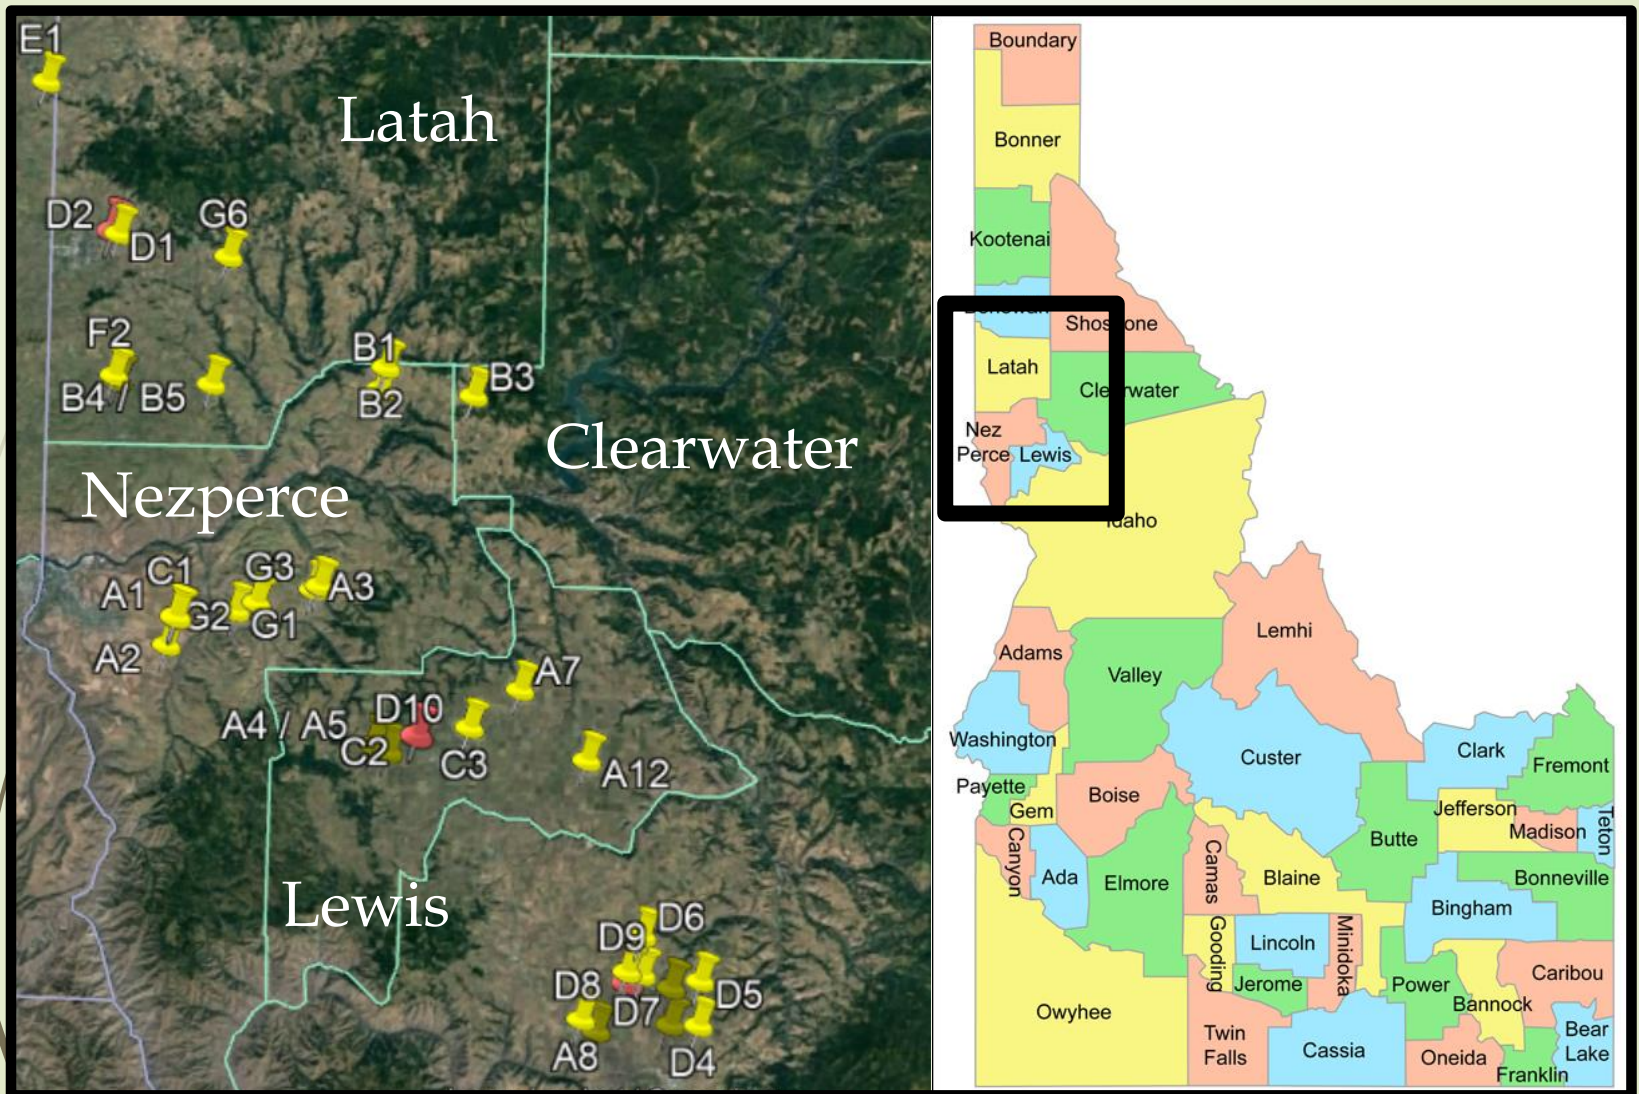 E1
Latah
D2
G6
D1
F2
B1
B3
B4 / B5
B2
Clearwater
Nezperce
C1
G3
A3
A1
G2
G1
A2
A7
D10
A4 / A5
C2
C3
A12
Lewis
D6
D9
D8
D7
D5
A8
D4
Boundary
Bonner
Kootenai
Shoshone
Latah
Clearwater
Nez
Perce
Lewis
Idaho
Lemhi
Adams
Valley
Washington
Custer
Clark
Fremont
Payette
Gem
Boise
Jefferson
Madison
Teton
Butte
Canyon
Ada
Elmore
Camas
Blaine
Bonneville
Bingham
Gooding
Lincoln
Minidoka
Jerome
Power
Caribou
Bannock
Owyhee
Twin
Falls
Cassia
Oneida
Bear
Lake
Franklin